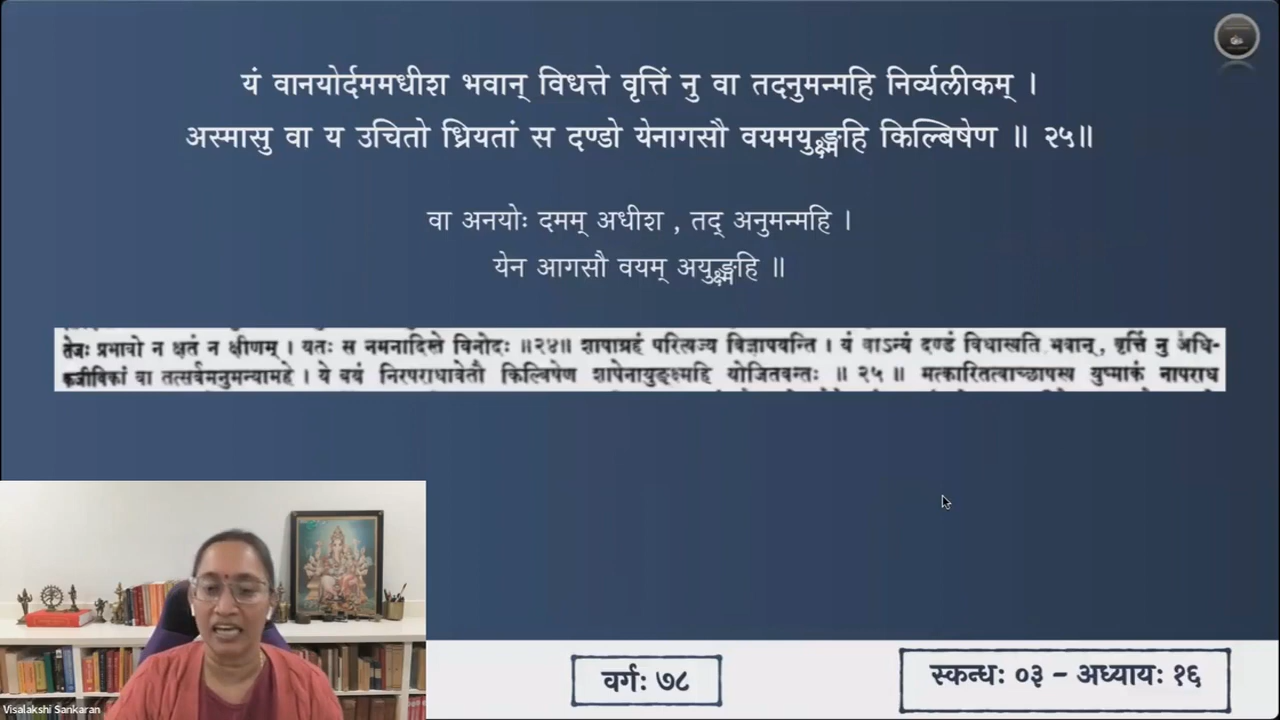 यं वानयोर्दममधीश भवान् विधत्ते वृत्तिं नु वा तदनुमन्महि निर्व्यलीकम् ।
अस्मासु वा य उचितो ध्रियतां स दण्डो येनागसौ वयमयुङ्क्ष्महि किल्बिषेण ॥ २५॥
वा अनयोः दमम् अधीश , तद् अनुमन्महि ।
येन आगसौ वयम् अयुङ्क्ष्महि ॥
तेजः प्रभावो न क्षतं न क्षीणम् । यतः स नमनादिस्ते विनोदः ॥२४॥ शापाग्रहं परित्यज्य विज्ञापयन्ति । यं वाऽन्यं दण्डं विधास्यति भवान्, वृत्तिं नु अधि-
कजीविकां वा तत्सर्वमनुमन्यामहे । ये वयं निरपराधावेतौ किल्बिषेण शापेनायुङ्क्ष्महि योजितवन्तः ॥ २५ ॥ मत्कारितत्वाच्छापस्य युष्माकं नापराध
Visalakshi Sankaran
वर्गः ७८
स्कन्धः ०३ - अध्यायः १६